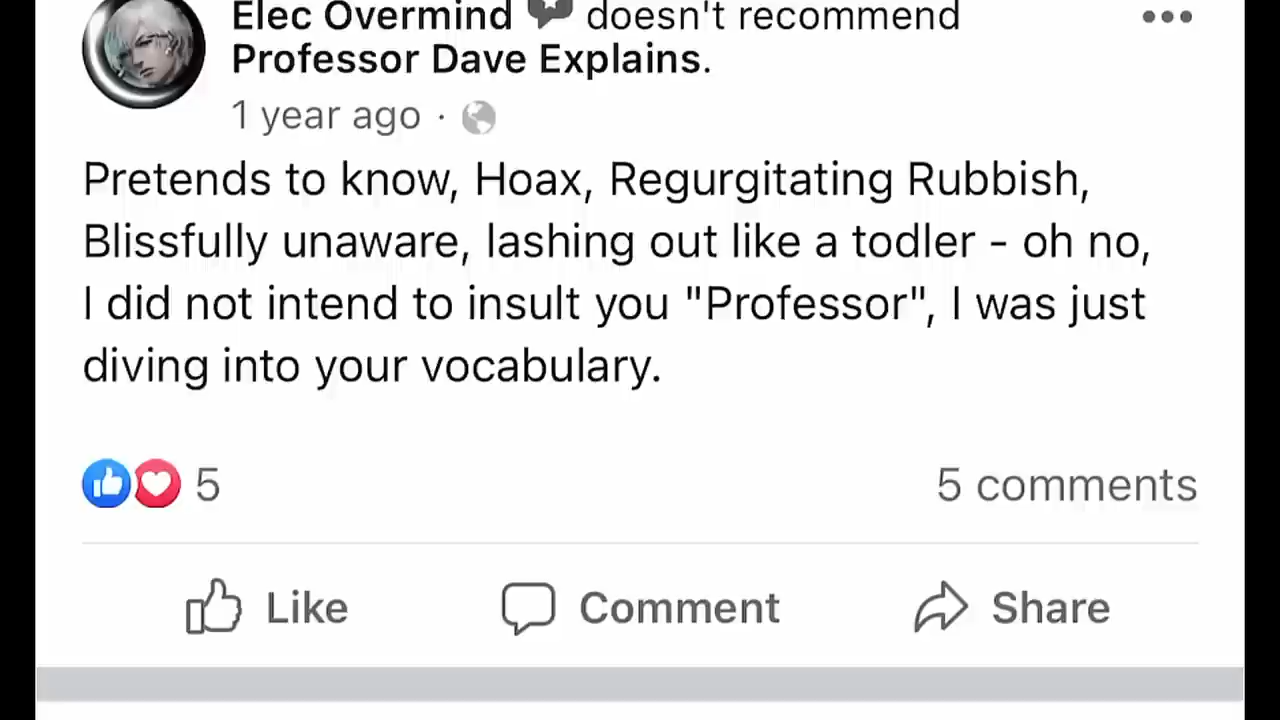 Elec Overmind doesn't recommend
Professor Dave Explains.
1 year ago ·
Pretends to know, Hoax, Regurgitating Rubbish,
Blissfully unaware, lashing out like a todler - oh no,
I did not intend to insult you "Professor", I was just
diving into your vocabulary.
5 5 comments
Like Comment Share